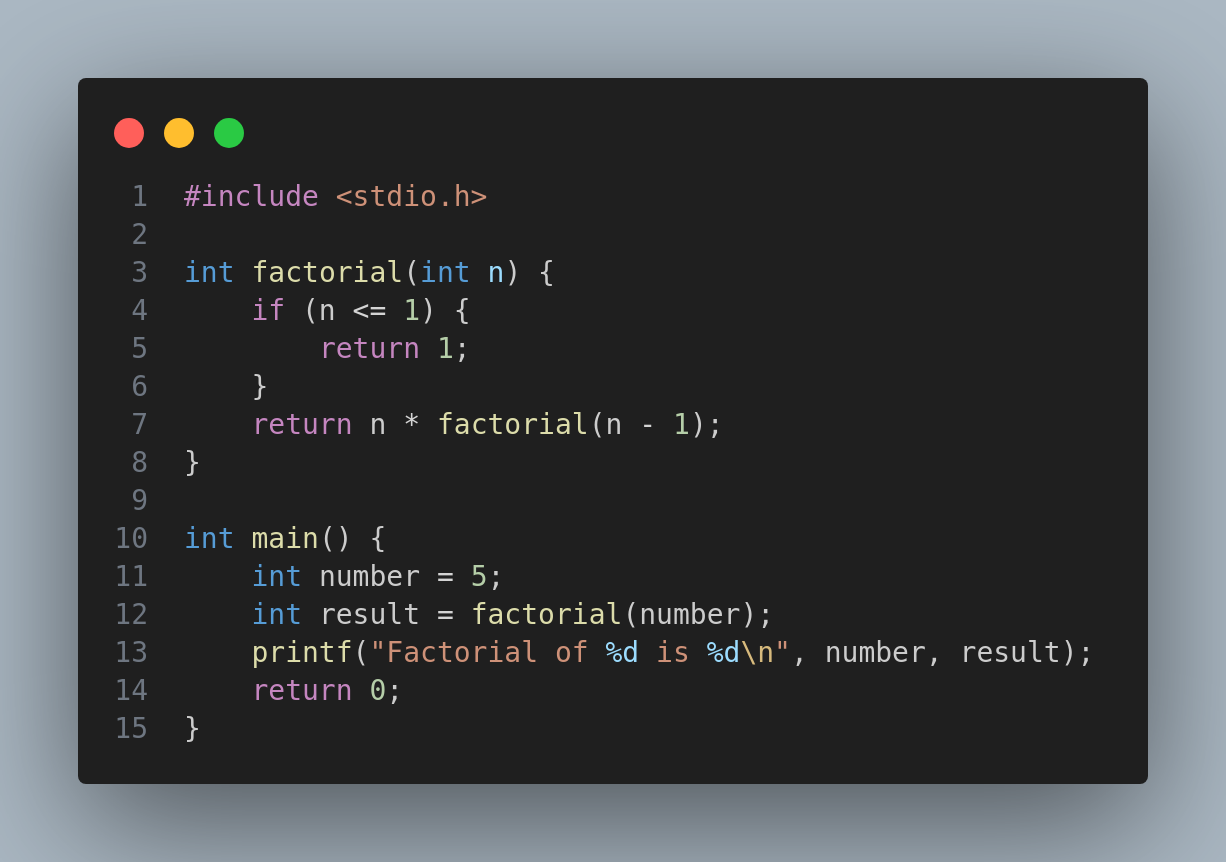 1 #include <stdio.h>
2
3 int factorial(int n) {
4     if (n <= 1) {
5         return 1;
6     }
7     return n * factorial(n - 1);
8 }
9
10 int main() {
11     int number = 5;
12     int result = factorial(number);
13     printf("Factorial of %d is %d\n", number, result);
14     return 0;
15 }